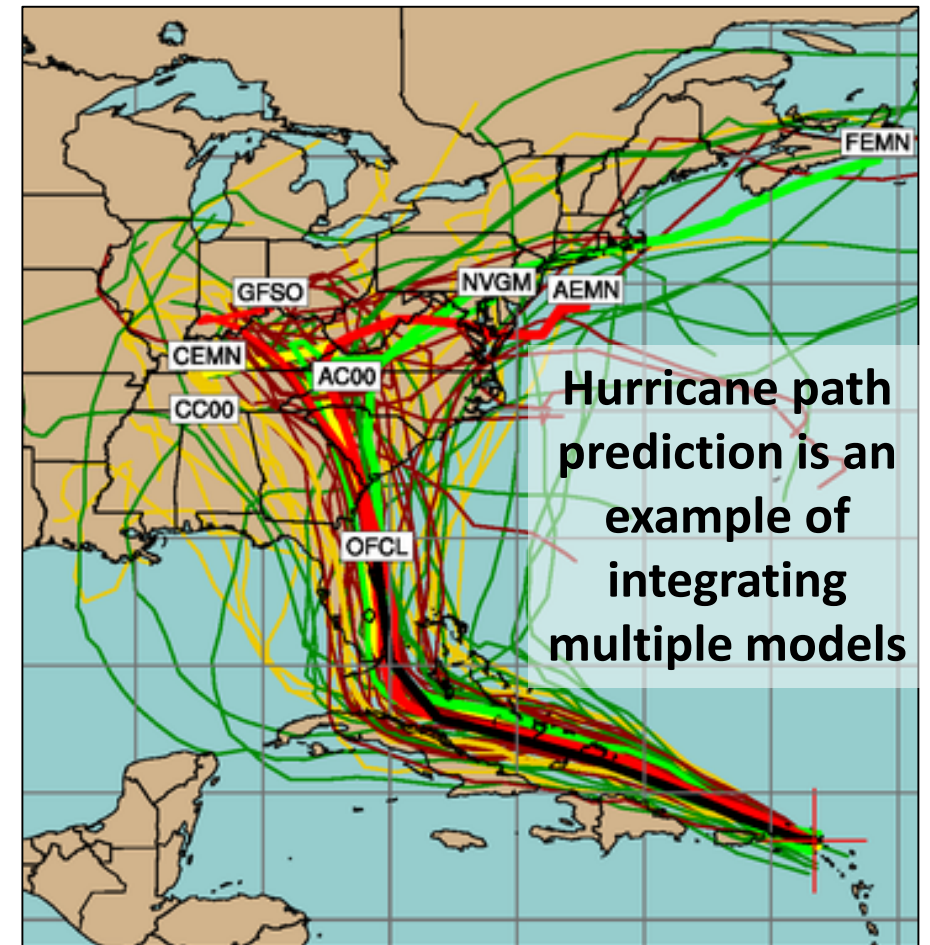 FEMN
NVGM
AEMN
GFSO
CEMN
AC00
CC00
Hurricane path
prediction is an
example of
integrating
multiple models
OFCL